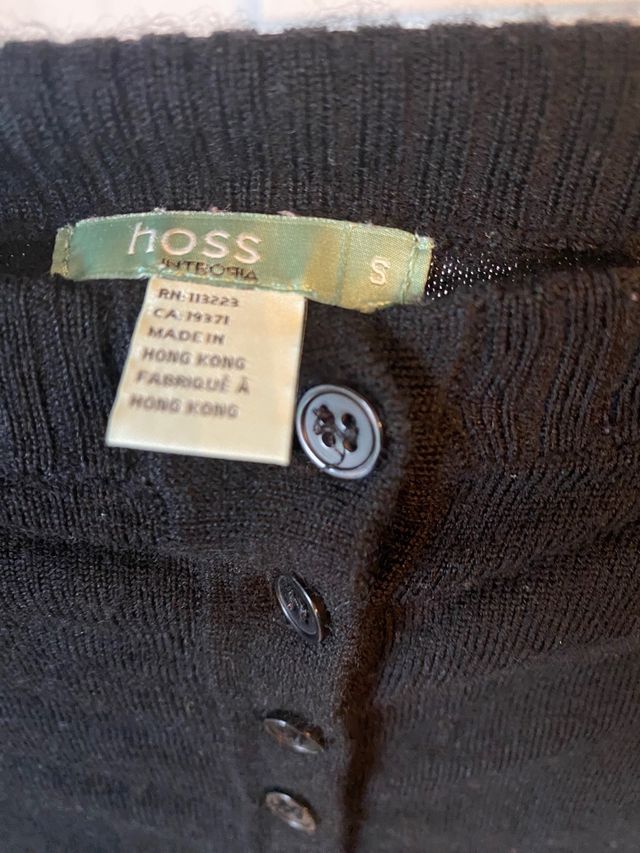 hoss
INTROPIA
S
RN:113223
CA:19371
MADE IN
HONG KONG
FABRIQUÉ À
HONG KONG